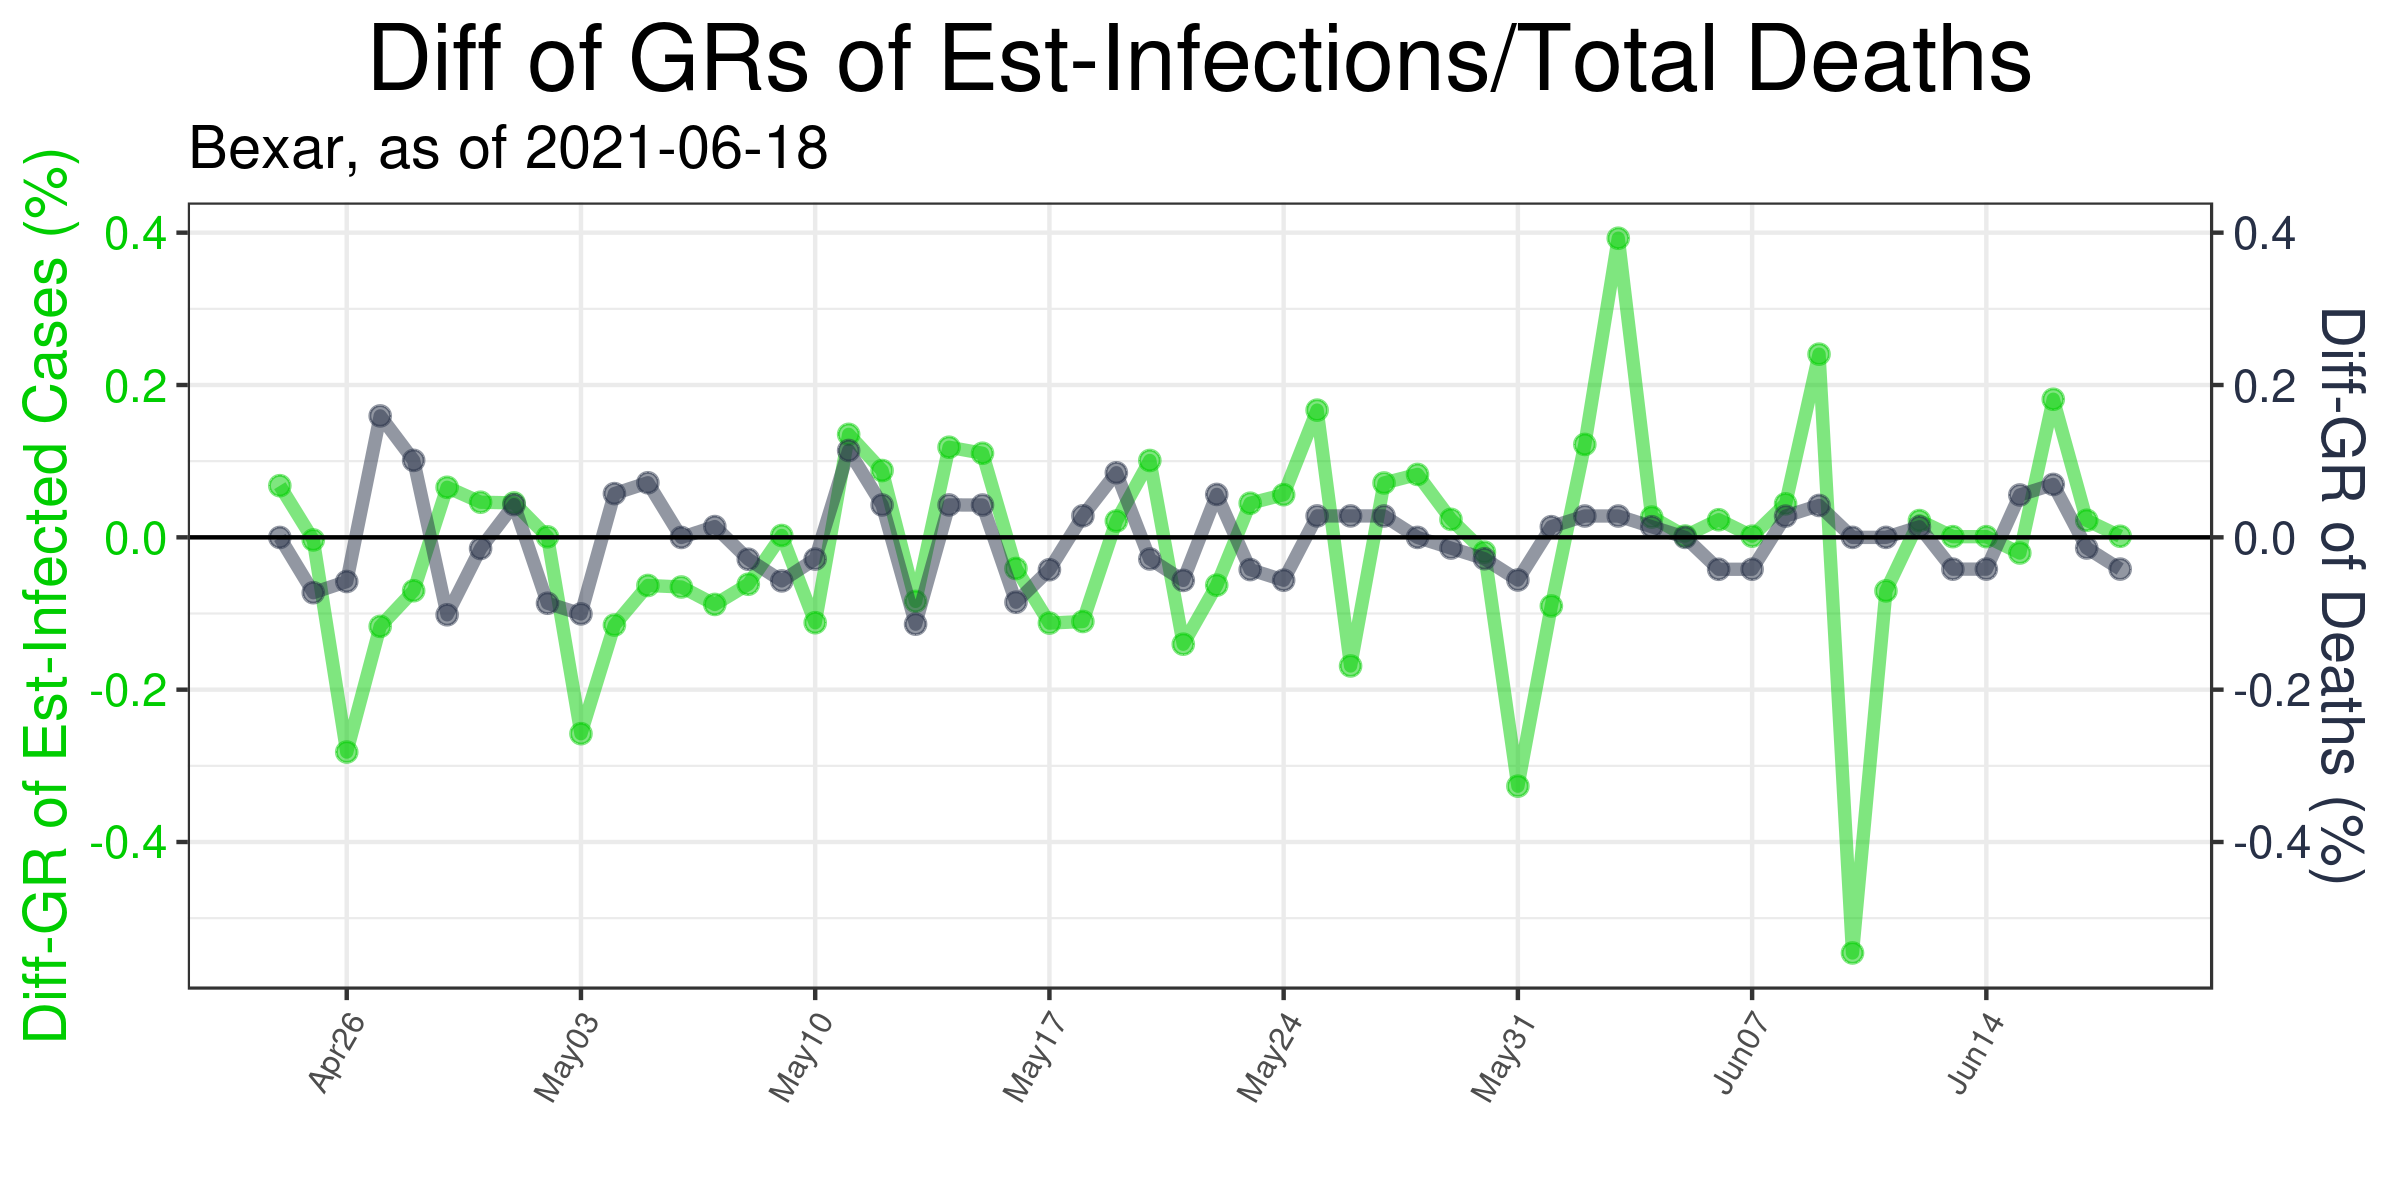 Diff of GRs of Est-Infections/Total Deaths
Bexar, as of 2021-06-18
Diff-GR of Est-Infected Cases (%)
0.4
0.2
0.0
-0.2
-0.4
0.4
0.2
0.0
-0.2
-0.4
Diff-GR of Deaths (%)
Apr26
May03
May10
May17
May24
May31
Jun07
Jun14